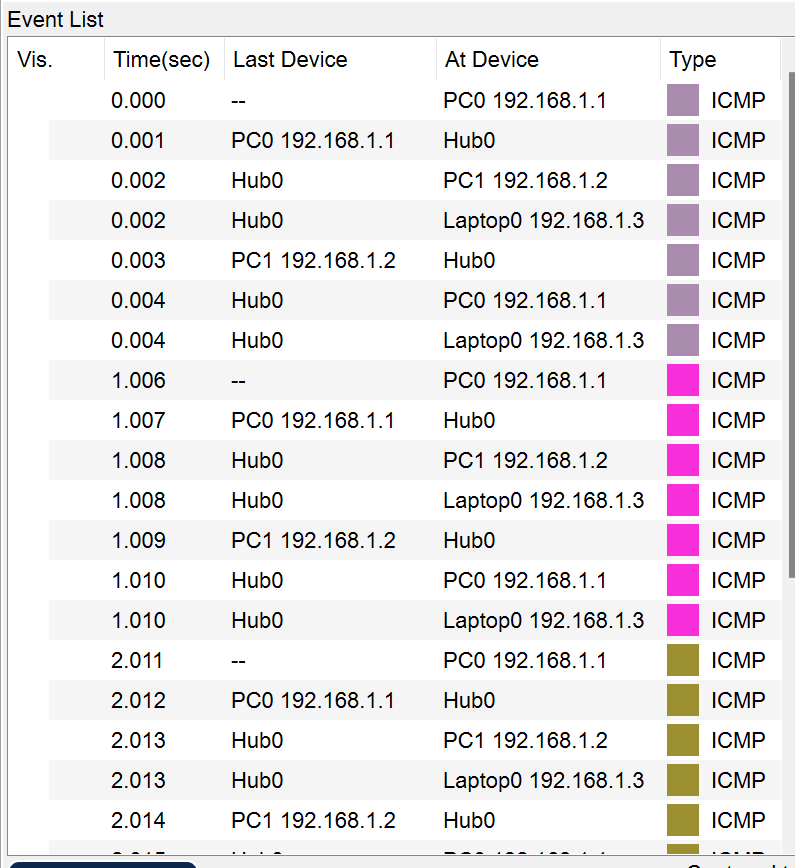 Event List
Vis. Time(sec) Last Device At Device Type
0.000 -- PC0 192.168.1.1 ICMP
0.001 PC0 192.168.1.1 Hub0 ICMP
0.002 Hub0 PC1 192.168.1.2 ICMP
0.002 Hub0 Laptop0 192.168.1.3 ICMP
0.003 PC1 192.168.1.2 Hub0 ICMP
0.004 Hub0 PC0 192.168.1.1 ICMP
0.004 Hub0 Laptop0 192.168.1.3 ICMP
1.006 -- PC0 192.168.1.1 ICMP
1.007 PC0 192.168.1.1 Hub0 ICMP
1.008 Hub0 PC1 192.168.1.2 ICMP
1.008 Hub0 Laptop0 192.168.1.3 ICMP
1.009 PC1 192.168.1.2 Hub0 ICMP
1.010 Hub0 PC0 192.168.1.1 ICMP
1.010 Hub0 Laptop0 192.168.1.3 ICMP
2.011 -- PC0 192.168.1.1 ICMP
2.012 PC0 192.168.1.1 Hub0 ICMP
2.013 Hub0 PC1 192.168.1.2 ICMP
2.013 Hub0 Laptop0 192.168.1.3 ICMP
2.014 PC1 192.168.1.2 Hub0 ICMP